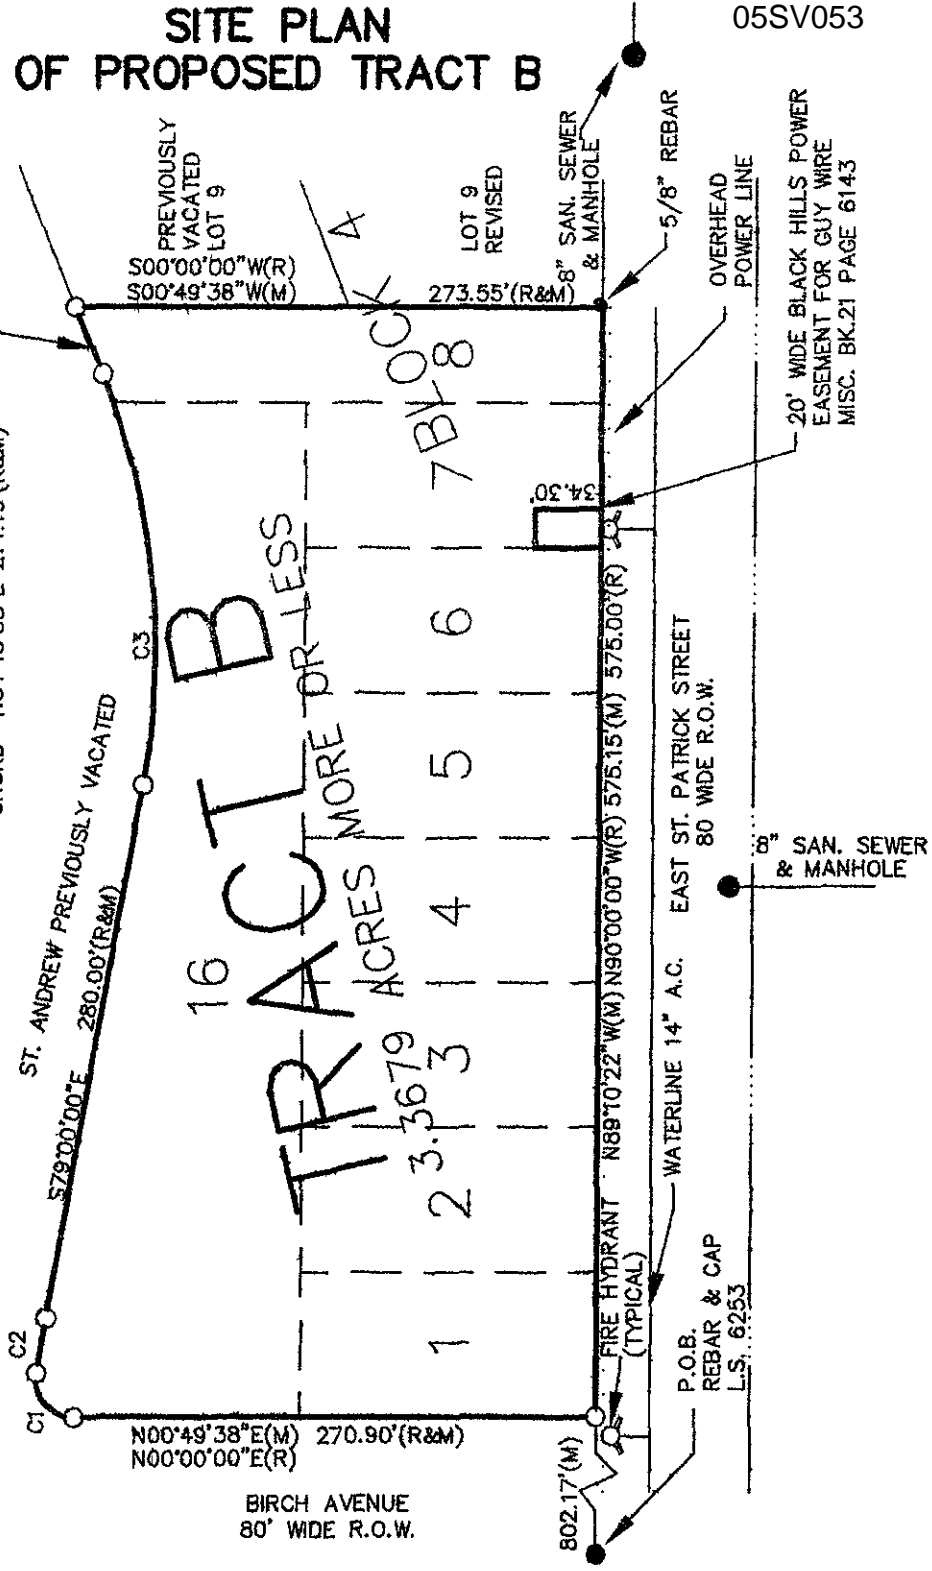 SITE PLAN
OF PROPOSED TRACT B
05SV053
PREVIOUSLY
VACATED
LOT 9
S00°00'00"W(R)
S00°49'38"W(M)
273.55'(R&M)
LOT 9
REVISED
8" SAN. SEWER
& MANHOLE
5/8" REBAR
OVERHEAD
POWER LINE
20' WIDE BLACK HILLS POWER
EASEMENT FOR GUY WIRE
MISC. BK.21 PAGE 6143
BLOCK 4
8
7
34.30'
6
5
4
3
2
1
16
C3
ST. ANDREW PREVIOUSLY VACATED
S79°00'00"E 280.00'(R&M)
C2
C1
TRACT B
3.3679 ACRES MORE OR LESS
N89°10'22"W(M) N90°00'00"W(R) 575.15'(M) 575.00'(R)
EAST ST. PATRICK STREET
80 WIDE R.O.W.
8" SAN. SEWER
& MANHOLE
WATERLINE 14" A.C.
FIRE HYDRANT
(TYPICAL)
P.O.B.
REBAR & CAP
L.S. 6253
802.17'(M)
N00°49'38"E(M) 270.90'(R&M)
N00°00'00"E(R)
BIRCH AVENUE
80' WIDE R.O.W.